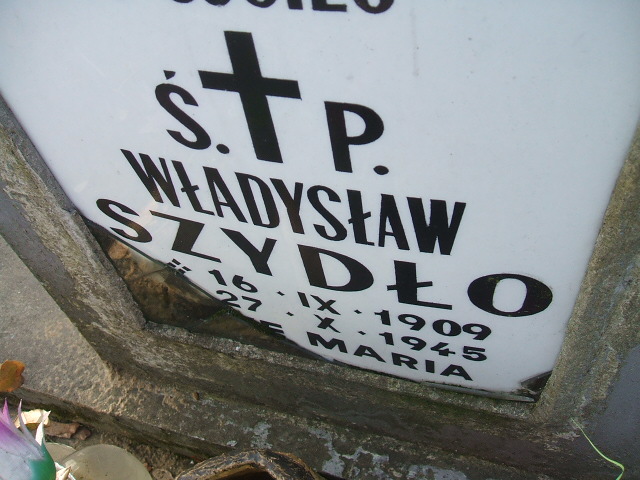 Ś. P.
WŁADYSŁAW
SZYDŁO
16 · IX · 1909
27 · X · 1945
MARIA